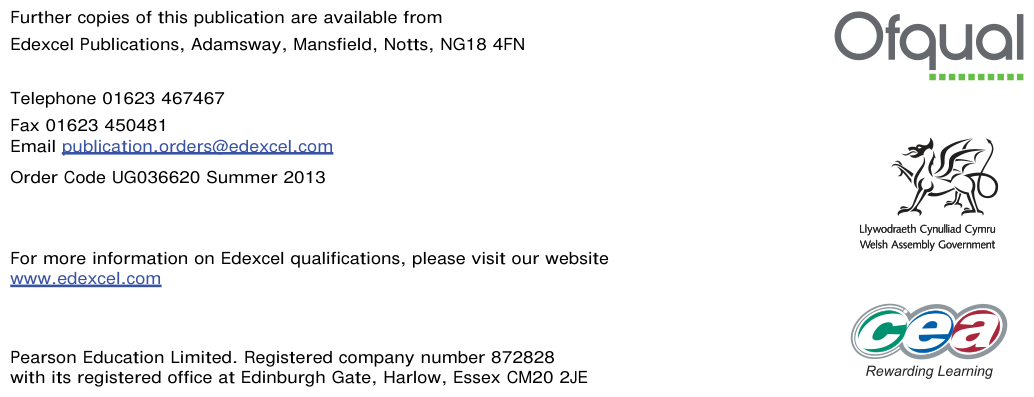 Further copies of this publication are available from
Edexcel Publications, Adamsway, Mansfield, Notts, NG18 4FN
Telephone 01623 467467
Fax 01623 450481
Email publication.orders@edexcel.com
Order Code UG036620 Summer 2013
For more information on Edexcel qualifications, please visit our website
www.edexcel.com
Pearson Education Limited. Registered company number 872828
with its registered office at Edinburgh Gate, Harlow, Essex CM20 2JE
Ofqual
Llywodraeth Cynulliad Cymru
Welsh Assembly Government
cea
Rewarding Learning